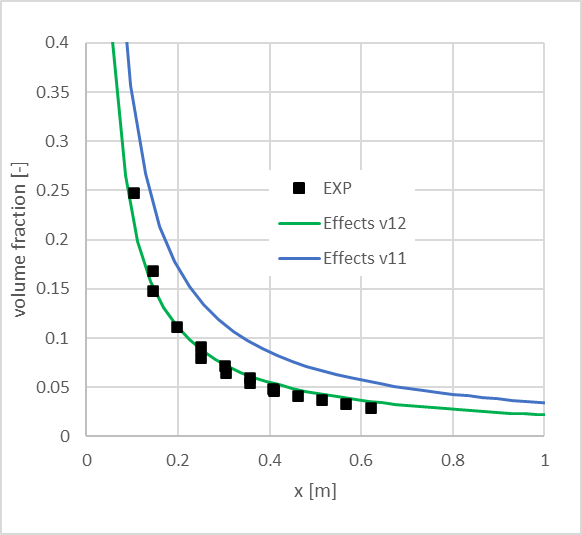 0.4
0.35
0.3
0.25
0.2
0.15
0.1
0.05
0
volume fraction [-]
EXP
Effects v12
Effects v11
0 0.2 0.4 0.6 0.8 1
x [m]